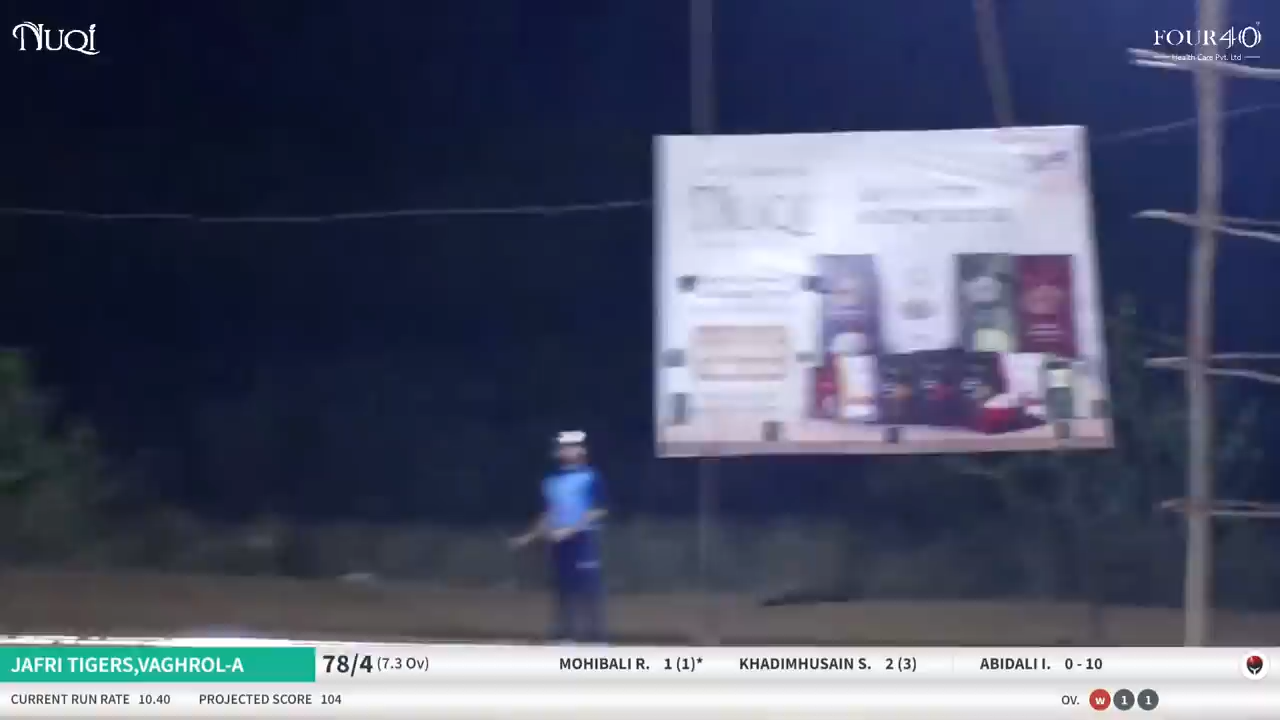 NUQI
FOUR40
Health Care Pvt. Ltd
NUQI
JAFRI TIGERS,VAGHROL-A 78/4 (7.3 Ov) MOHIBALI R. 1 (1)* KHADIMHUSAIN S. 2 (3) ABIDALI I. 0 - 10
CURRENT RUN RATE 10.40 PROJECTED SCORE 104 OV. W 1 1